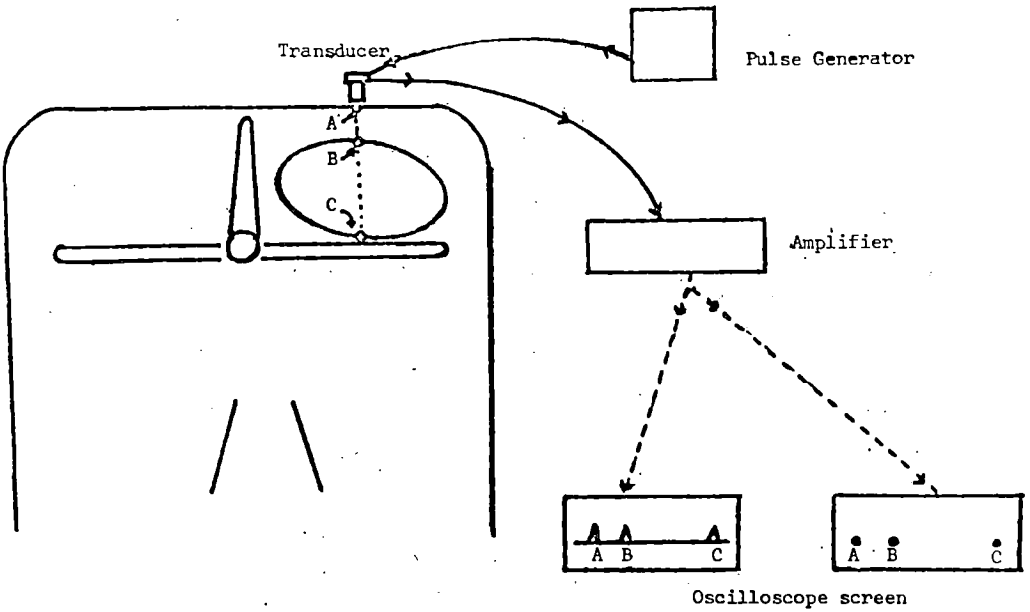 Transducer
Pulse Generator
A
B
C
Amplifier
A B C
A B C
Oscilloscope screen